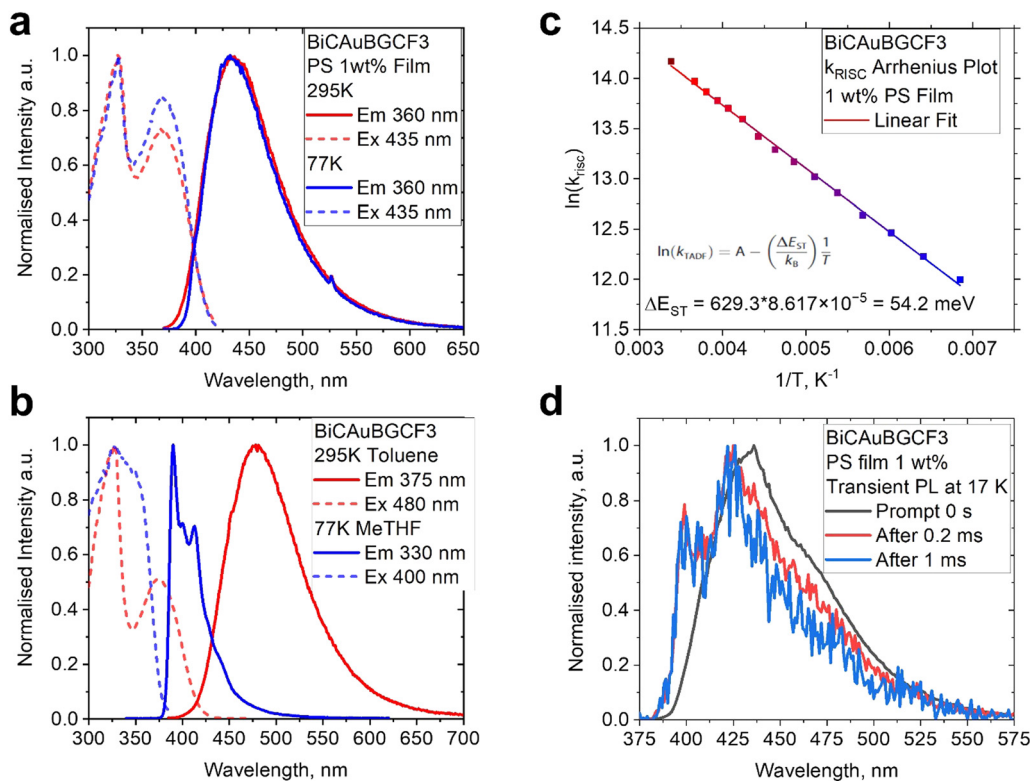 a
BiCAuBGCF3
PS 1wt% Film
295K
Em 360 nm
Ex 435 nm
77K
Em 360 nm
Ex 435 nm
Normalised Intensity a.u.
1.0
0.8
0.6
0.4
0.2
0.0
300 350 400 450 500 550 600 650
Wavelength, nm
c
BiCAuBGCF3
kRISC Arrhenius Plot
1 wt% PS Film
Linear Fit
ln(krisc)
14.5
14.0
13.5
13.0
12.5
12.0
11.5
ln(kTADF) = A − (ΔEST/kB) 1/T
ΔEST = 629.3*8.617×10⁻⁵ = 54.2 meV
0.003 0.004 0.005 0.006 0.007
1/T, K⁻¹
b
BiCAuBGCF3
295K Toluene
Em 375 nm
Ex 480 nm
77K MeTHF
Em 330 nm
Ex 400 nm
Normalised Intensity a.u.
1.0
0.8
0.6
0.4
0.2
0.0
300 350 400 450 500 550 600 650 700
Wavelength, nm
d
BiCAuBGCF3
PS film 1 wt%
Transient PL at 17 K
Prompt 0 s
After 0.2 ms
After 1 ms
Normalised intensity, a.u.
1.0
0.8
0.6
0.4
0.2
0.0
375 400 425 450 475 500 525 550 575
Wavelength, nm